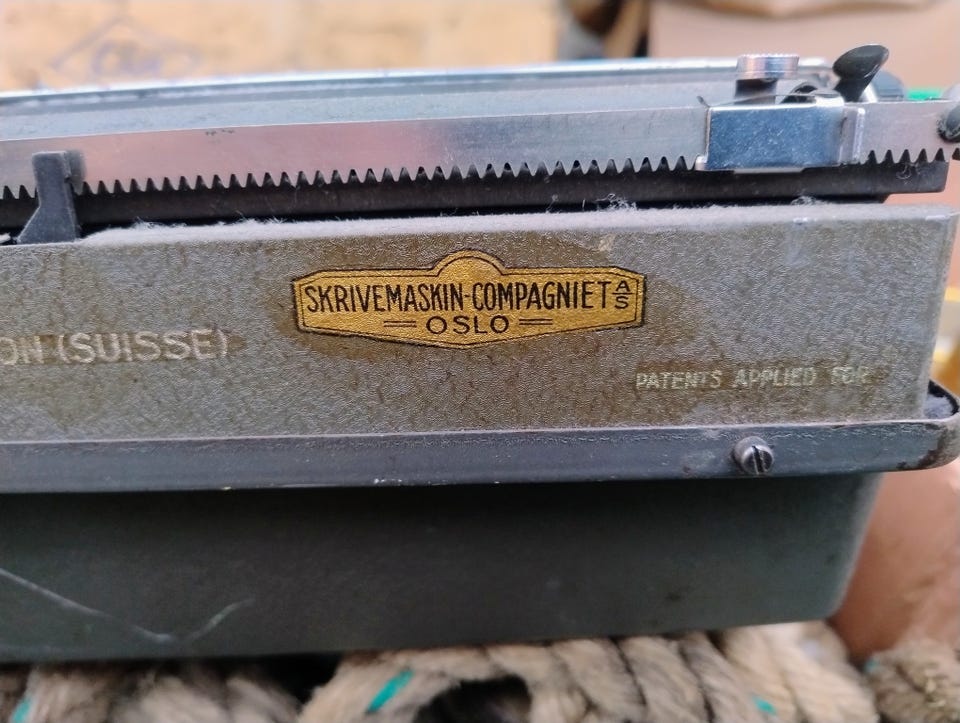 SKRIVEMASKIN-COMPAGNIET A/S
OSLO
ON (SUISSE)
PATENTS APPLIED FOR